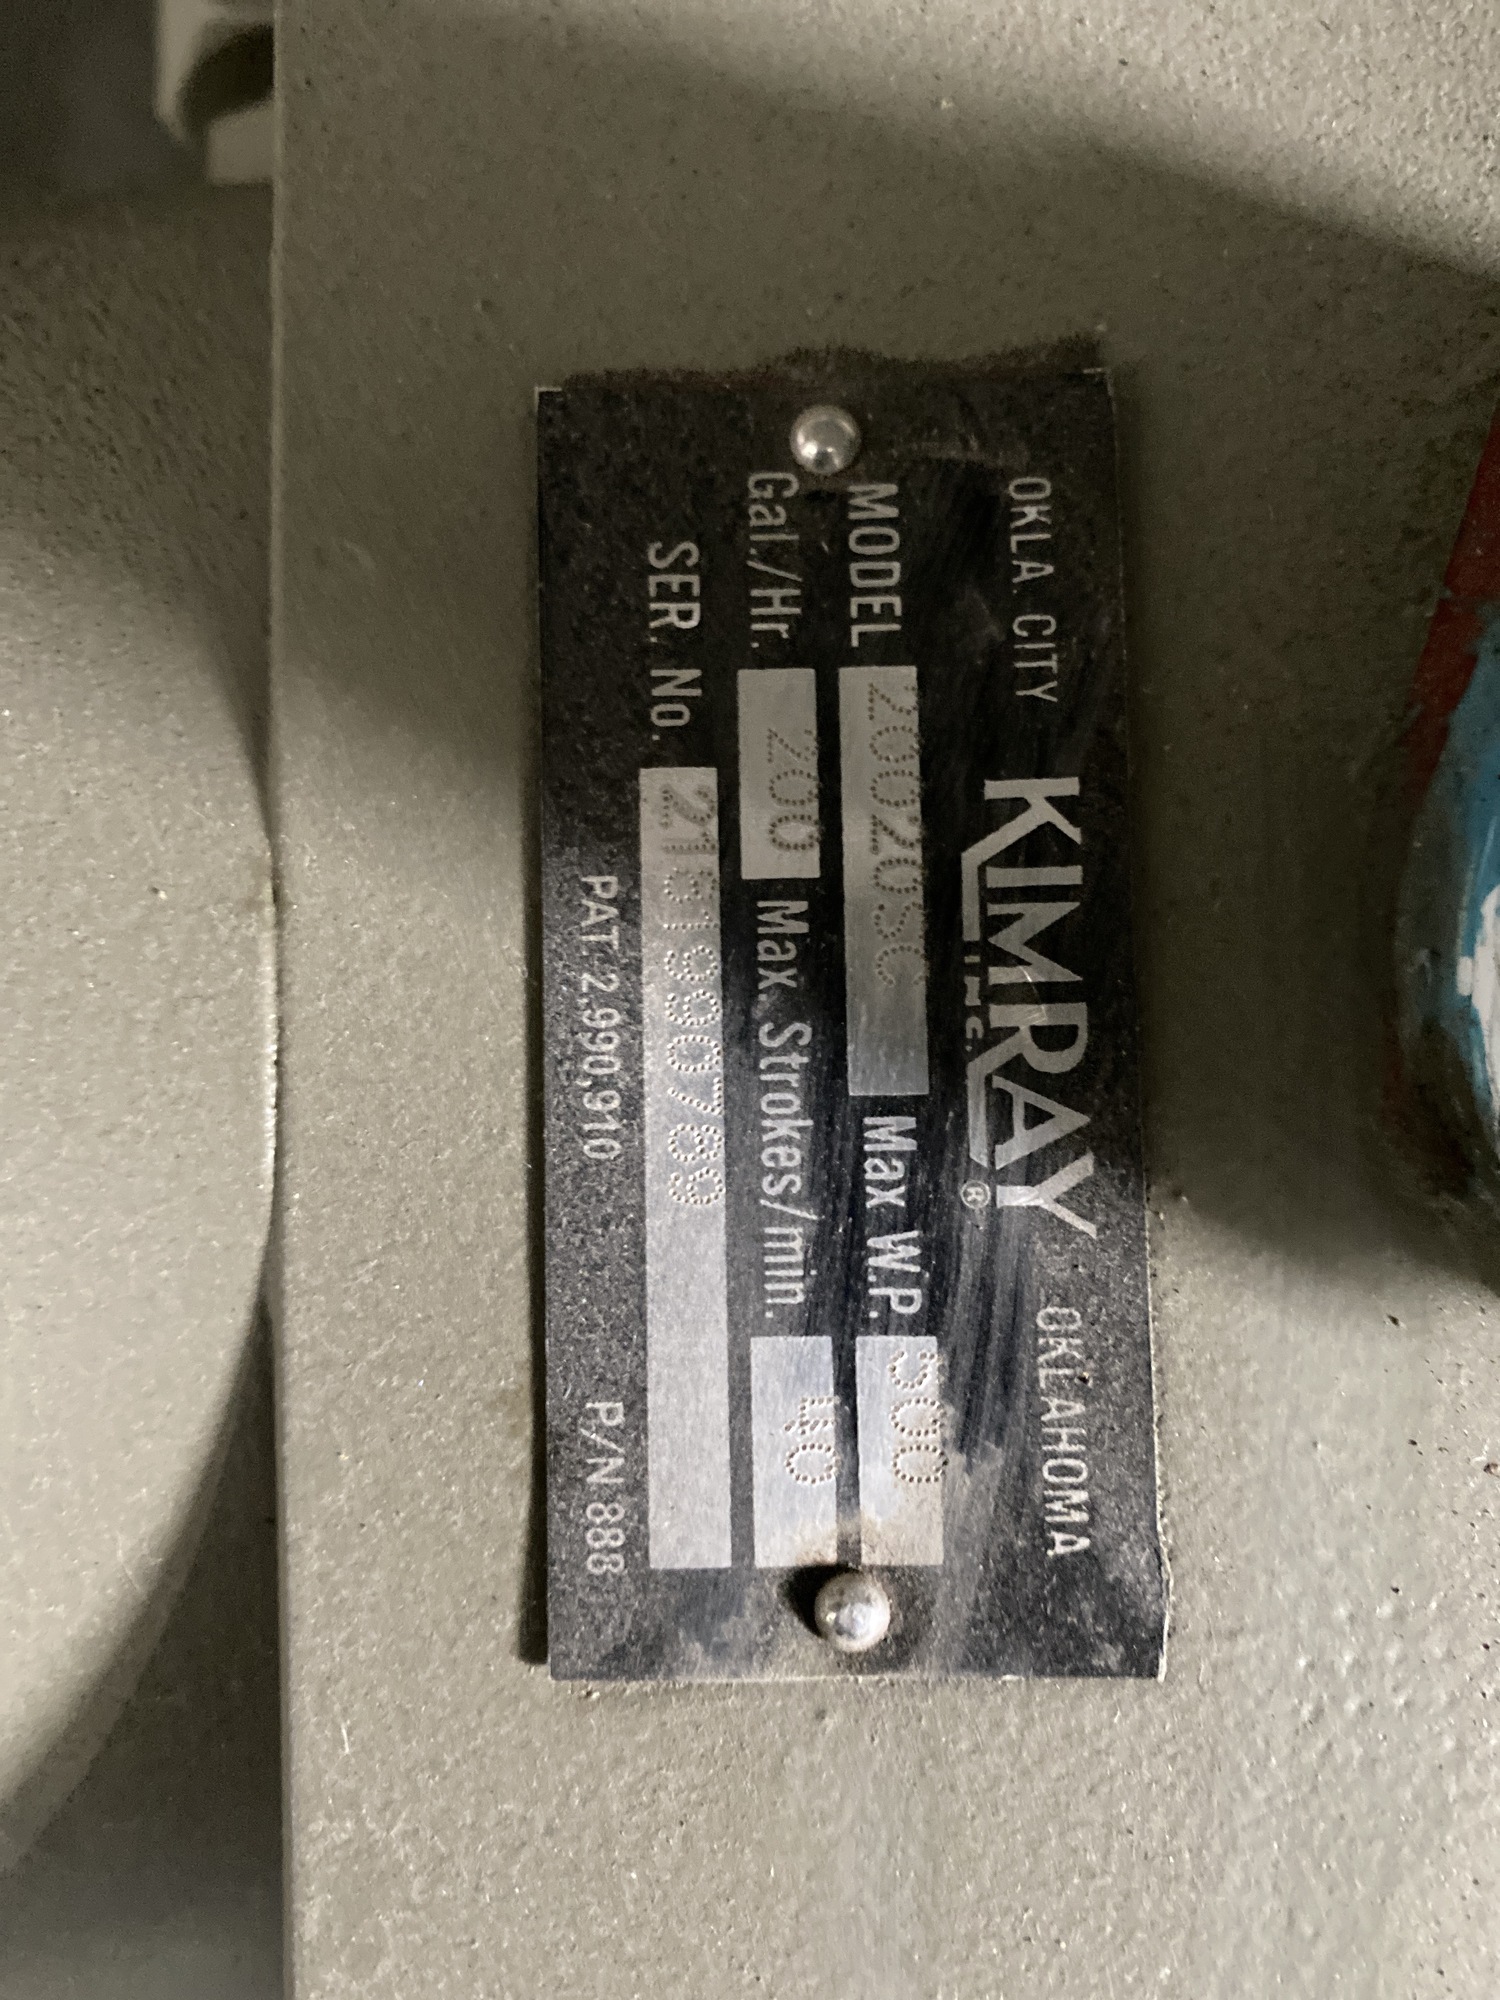 OKLA. CITY KIMRAY INC. ® OKLAHOMA
MODEL 20020SC Max W.P. 300
Gal./Hr. 200 Max. Strokes/min. 40
SER. No.
PAT. 2,990,910 P/N 888